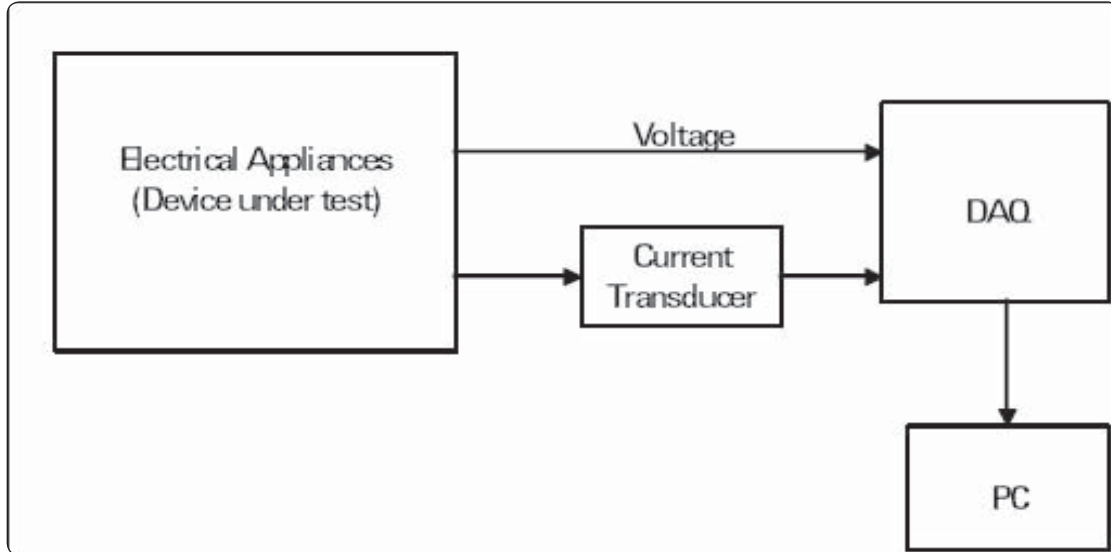 Electrical Appliances
(Device under test)
Voltage
Current
Transducer
DAQ
PC